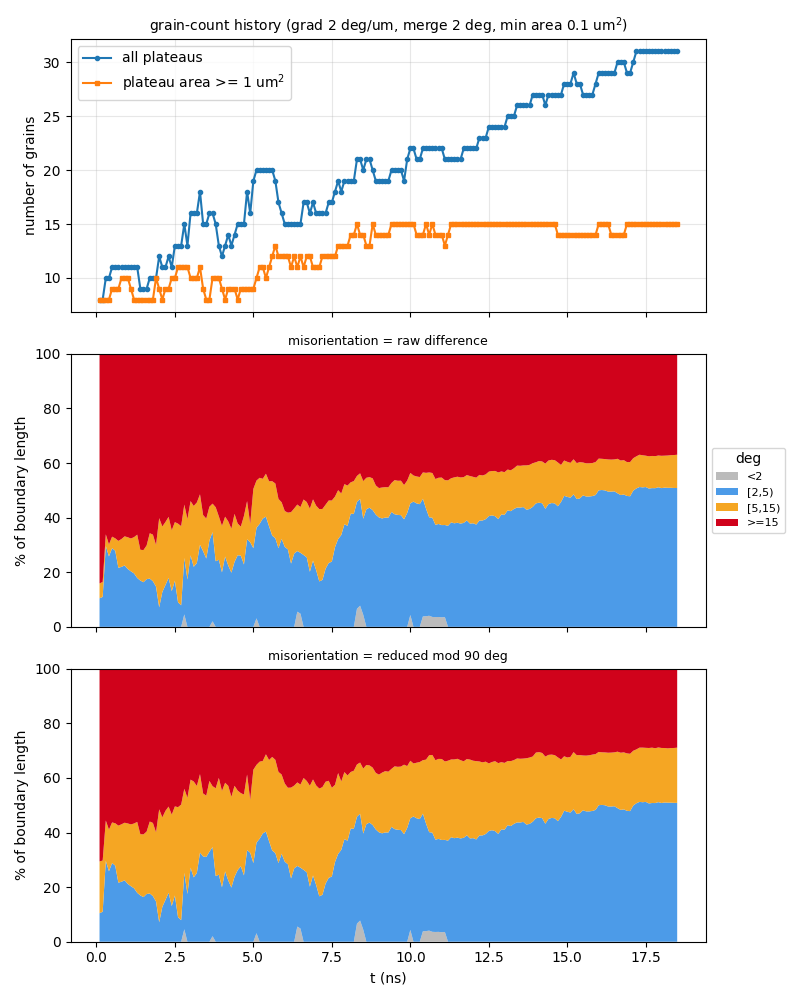 grain-count history (grad 2 deg/um, merge 2 deg, min area 0.1 um²)
all plateaus
plateau area >= 1 um²
number of grains
30
25
20
15
10
misorientation = raw difference
% of boundary length
100
80
60
40
20
0
deg
<2
[2,5)
[5,15)
>=15
misorientation = reduced mod 90 deg
% of boundary length
100
80
60
40
20
0
0.0 2.5 5.0 7.5 10.0 12.5 15.0 17.5
t (ns)